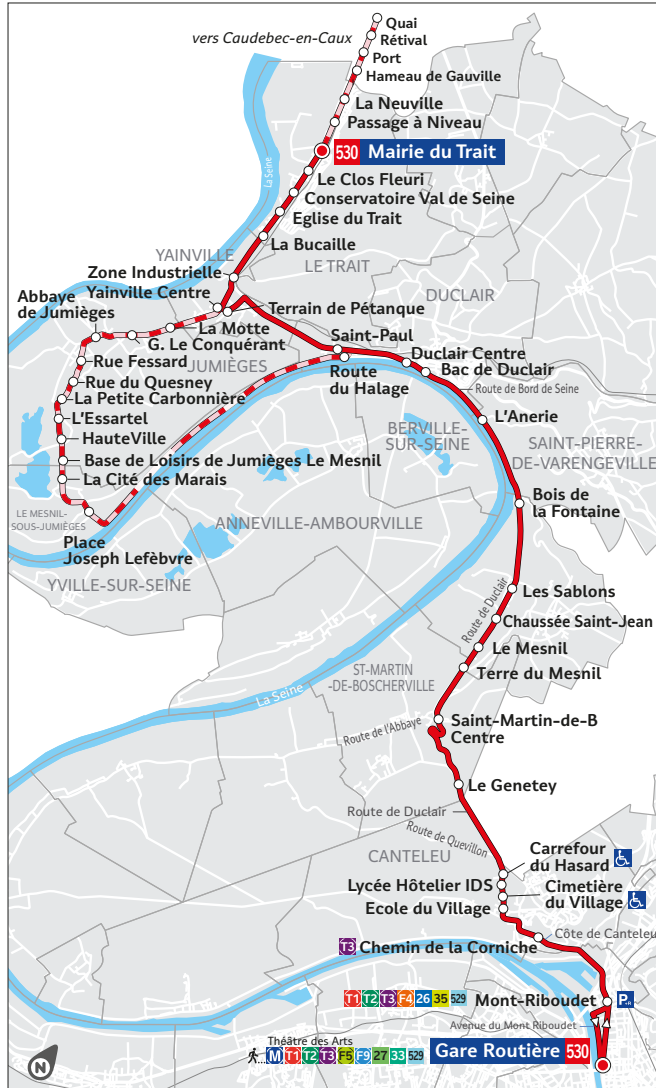 Quai
vers Caudebec-en-Caux
Rétival
Port
Hameau de Gauville
La Neuville
Passage à Niveau
530 Mairie du Trait
La Seine
Le Clos Fleuri
Conservatoire Val de Seine
Eglise du Trait
La Bucaille
YAINVILLE
LE TRAIT
Zone Industrielle
DUCLAIR
Yainville Centre
Abbaye
de Jumièges
Terrain de Pétanque
La Motte
G. Le Conquérant
Saint-Paul
JUMIÈGES
Duclair Centre
Rue Fessard
Route
du Halage
Bac de Duclair
Rue du Quesney
Route de Bord de Seine
La Petite Carbonnière
L'Essartel
L'Anerie
BERVILLE-
SUR-SEINE
HauteVille
SAINT-PIERRE-
DE-VARENGEVILLE
Base de Loisirs de Jumièges Le Mesnil
La Cité des Marais
Bois de
la Fontaine
LE MESNIL-
SOUS-JUMIÈGES
ANNEVILLE-AMBOURVILLE
Place
Joseph Lefèbvre
YVILLE-SUR-SEINE
Les Sablons
Route de Duclair
Chaussée Saint-Jean
Le Mesnil
Terre du Mesnil
ST-MARTIN
-DE-BOSCHERVILLE
La Seine
Saint-Martin-de-B
Centre
Route de l'Abbaye
Le Genetey
Route de Duclair
Route de Quevillon
CANTELEU
Carrefour
du Hasard
Lycée Hôtelier IDS
Cimetière
du Village
Ecole du Village
Côte de Canteleu
T3 Chemin de la Corniche
T1 T2 T3 F4 26 35 529 Mont-Riboudet P+R
Avenue du Mont Riboudet
Théâtre des Arts
M T1 T2 T3 F5 F9 27 33 529
Gare Routière 530
N